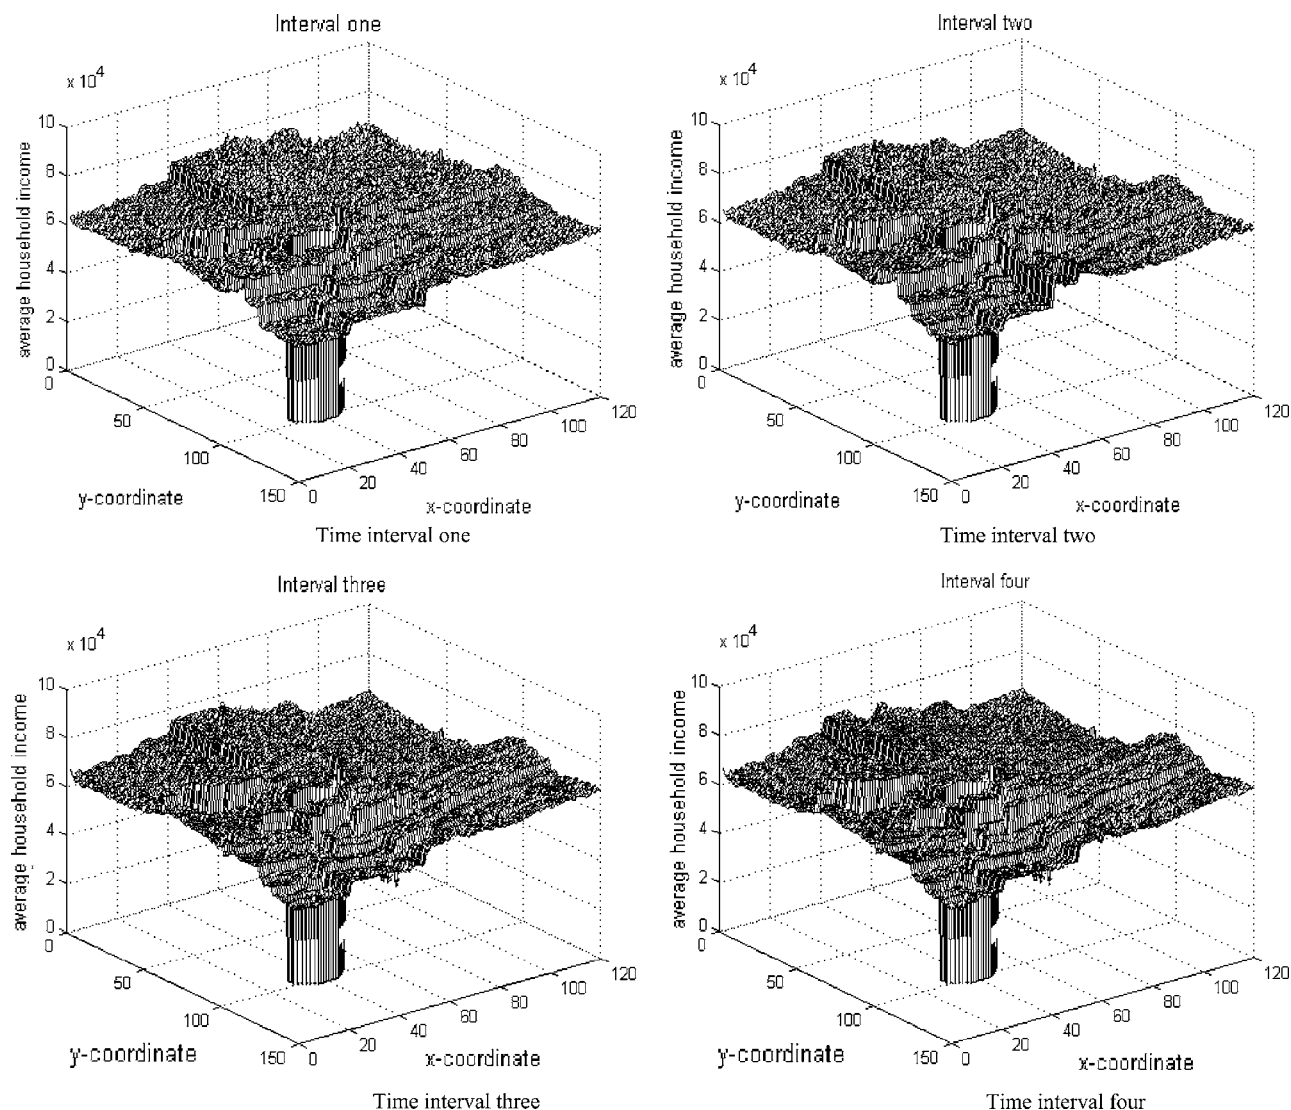 Interval one
x 10^4
average household income
10
8
6
4
2
0
0
50
100
150
y-coordinate
0
20
40
60
80
100
120
x-coordinate
Time interval one
Interval two
x 10^4
average household income
10
8
6
4
2
0
0
50
100
150
y-coordinate
0
20
40
60
80
100
120
x-coordinate
Time interval two
Interval three
x 10^4
average household income
10
8
6
4
2
0
0
50
100
150
y-coordinate
0
20
40
60
80
100
120
x-coordinate
Time interval three
Interval four
x 10^4
average household income
10
8
6
4
2
0
0
50
100
150
y-coordinate
0
20
40
60
80
100
120
x-coordinate
Time interval four